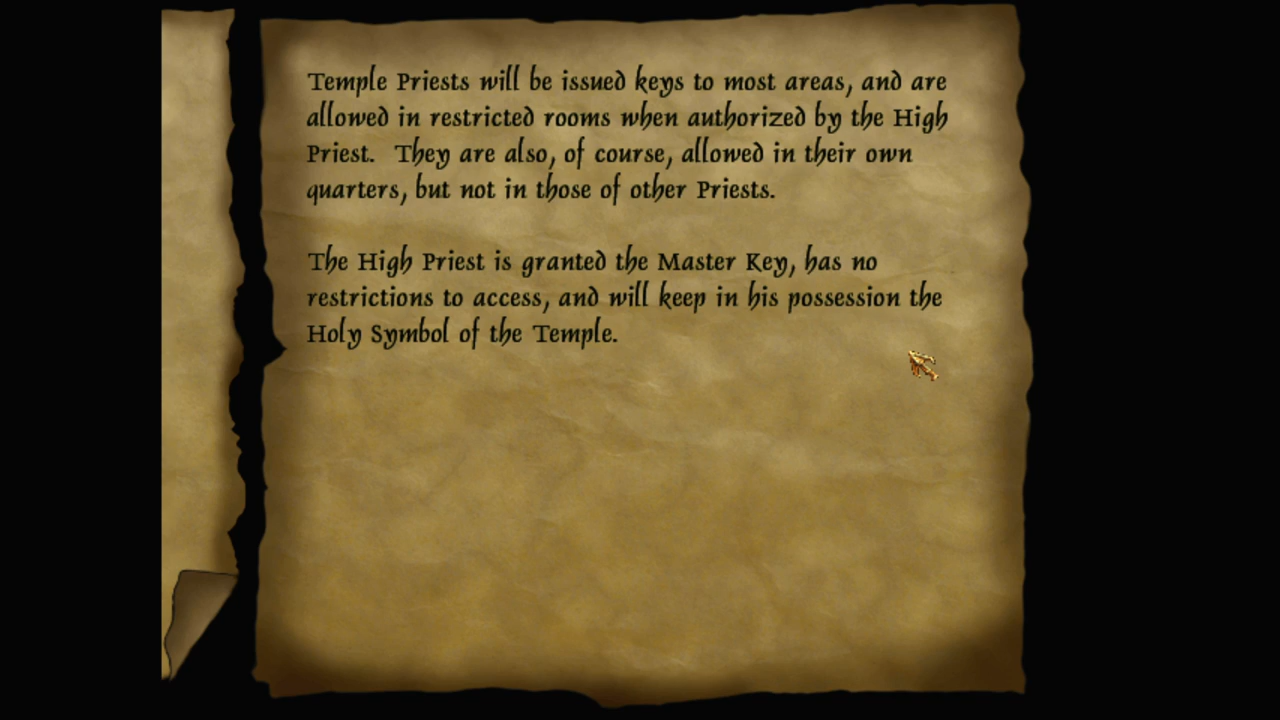 Temple Priests will be issued keys to most areas, and are
allowed in restricted rooms when authorized by the High
Priest.  They are also, of course, allowed in their own
quarters, but not in those of other Priests.
The High Priest is granted the Master Key, has no
restrictions to access, and will keep in his possession the
Holy Symbol of the Temple.